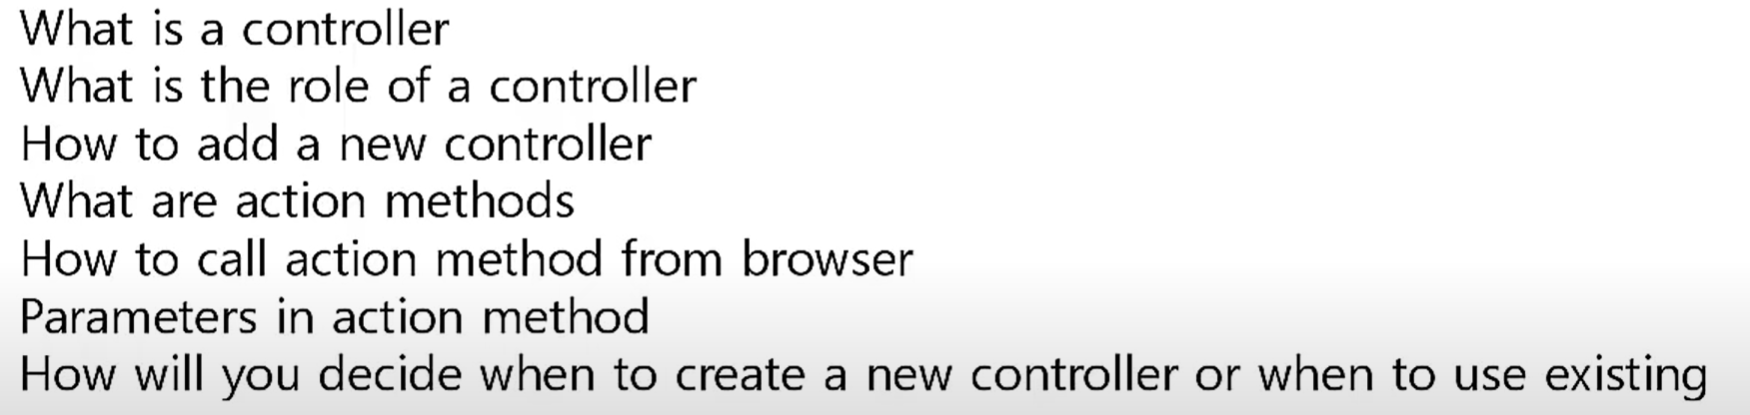 What is a controller
What is the role of a controller
How to add a new controller
What are action methods
How to call action method from browser
Parameters in action method
How will you decide when to create a new controller or when to use existing